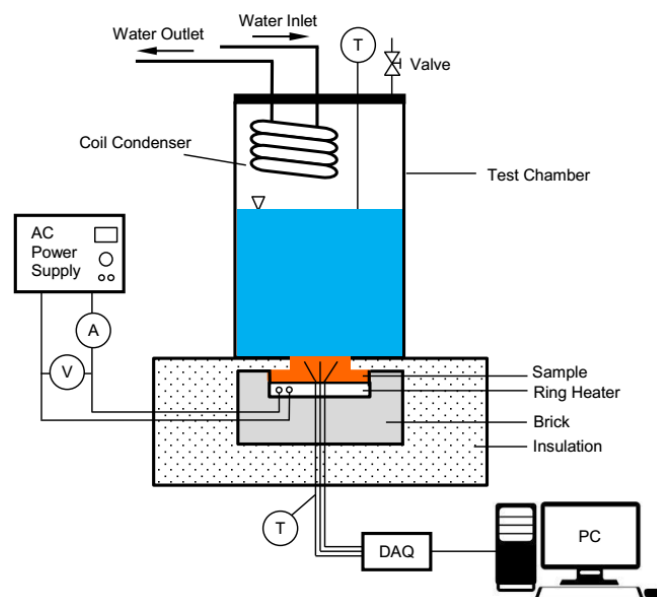 Water Inlet
Water Outlet
T
Valve
Coil Condenser
Test Chamber
AC
Power
Supply
A
V
Sample
Ring Heater
Brick
Insulation
T
DAQ
PC